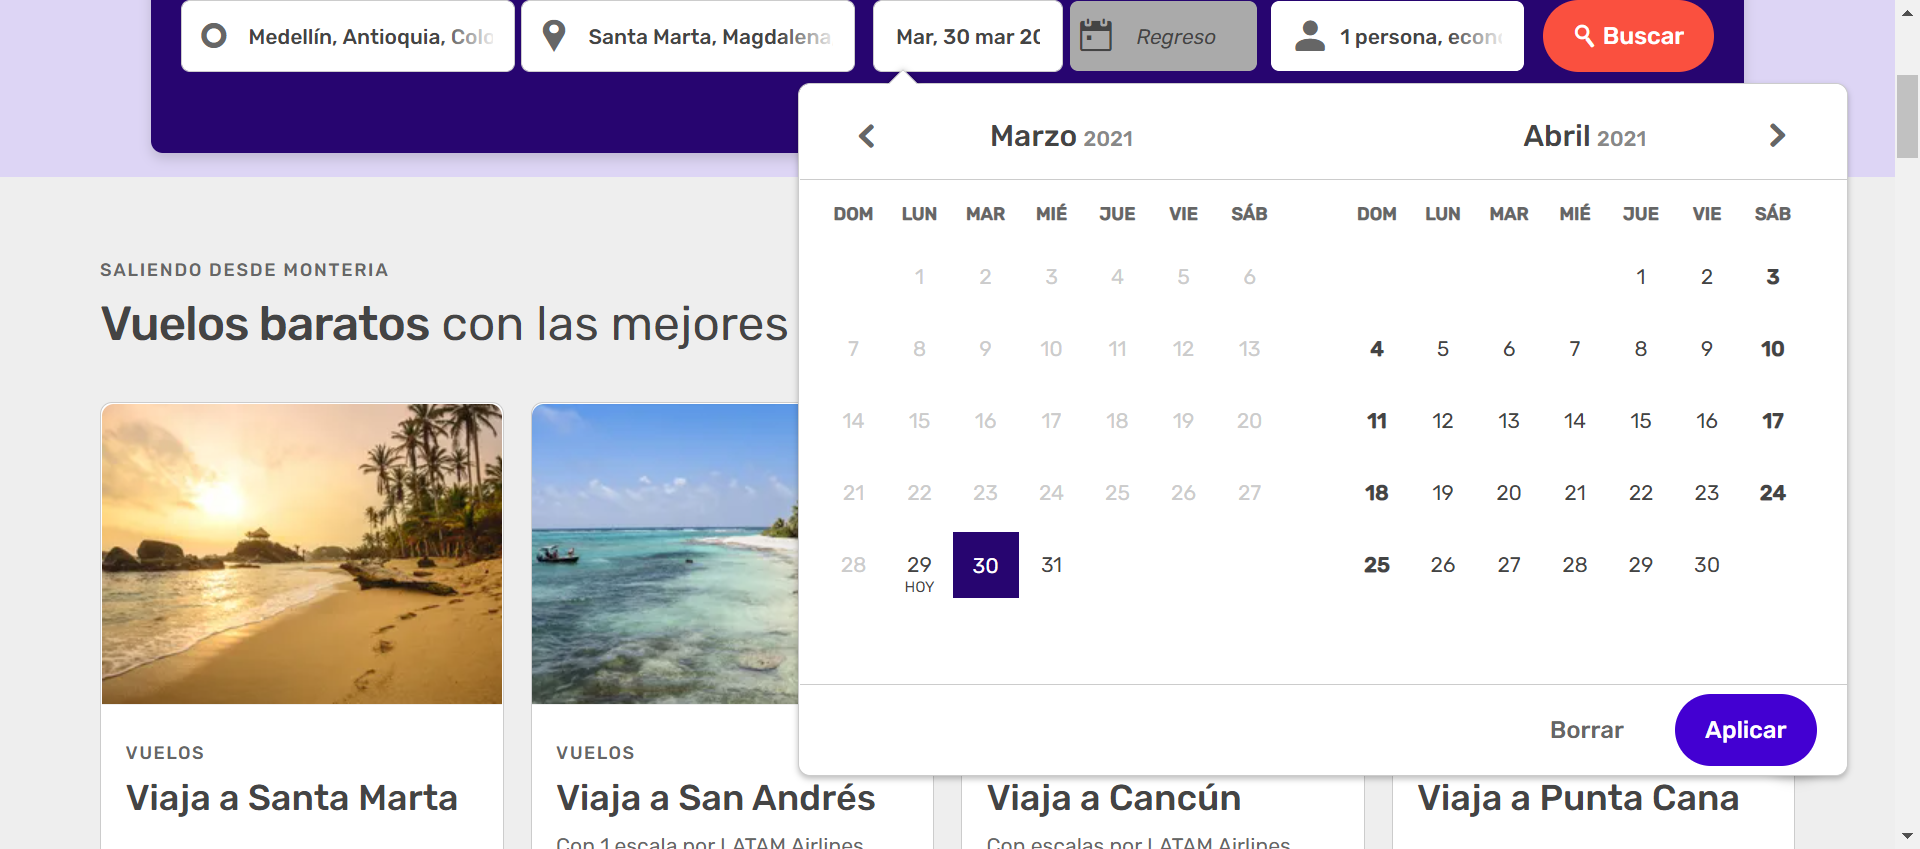 Medellín, Antioquia, Colo
Santa Marta, Magdalena
Mar, 30 mar 20
Regreso
1 persona, econ
Buscar
Marzo 2021
Abril 2021
DOM LUN MAR MIÉ JUE VIE SÁB
DOM LUN MAR MIÉ JUE VIE SÁB
1 2 3 4 5 6
1 2 3
7 8 9 10 11 12 13
4 5 6 7 8 9 10
14 15 16 17 18 19 20
11 12 13 14 15 16 17
21 22 23 24 25 26 27
18 19 20 21 22 23 24
28 29 30 31
HOY
25 26 27 28 29 30
Borrar
Aplicar
SALIENDO DESDE MONTERIA
Vuelos baratos con las mejores
VUELOS
Viaja a Santa Marta
VUELOS
Viaja a San Andrés
Con 1 escala por LATAM Airlines
Viaja a Cancún
Con escalas por LATAM Airlines
Viaja a Punta Cana